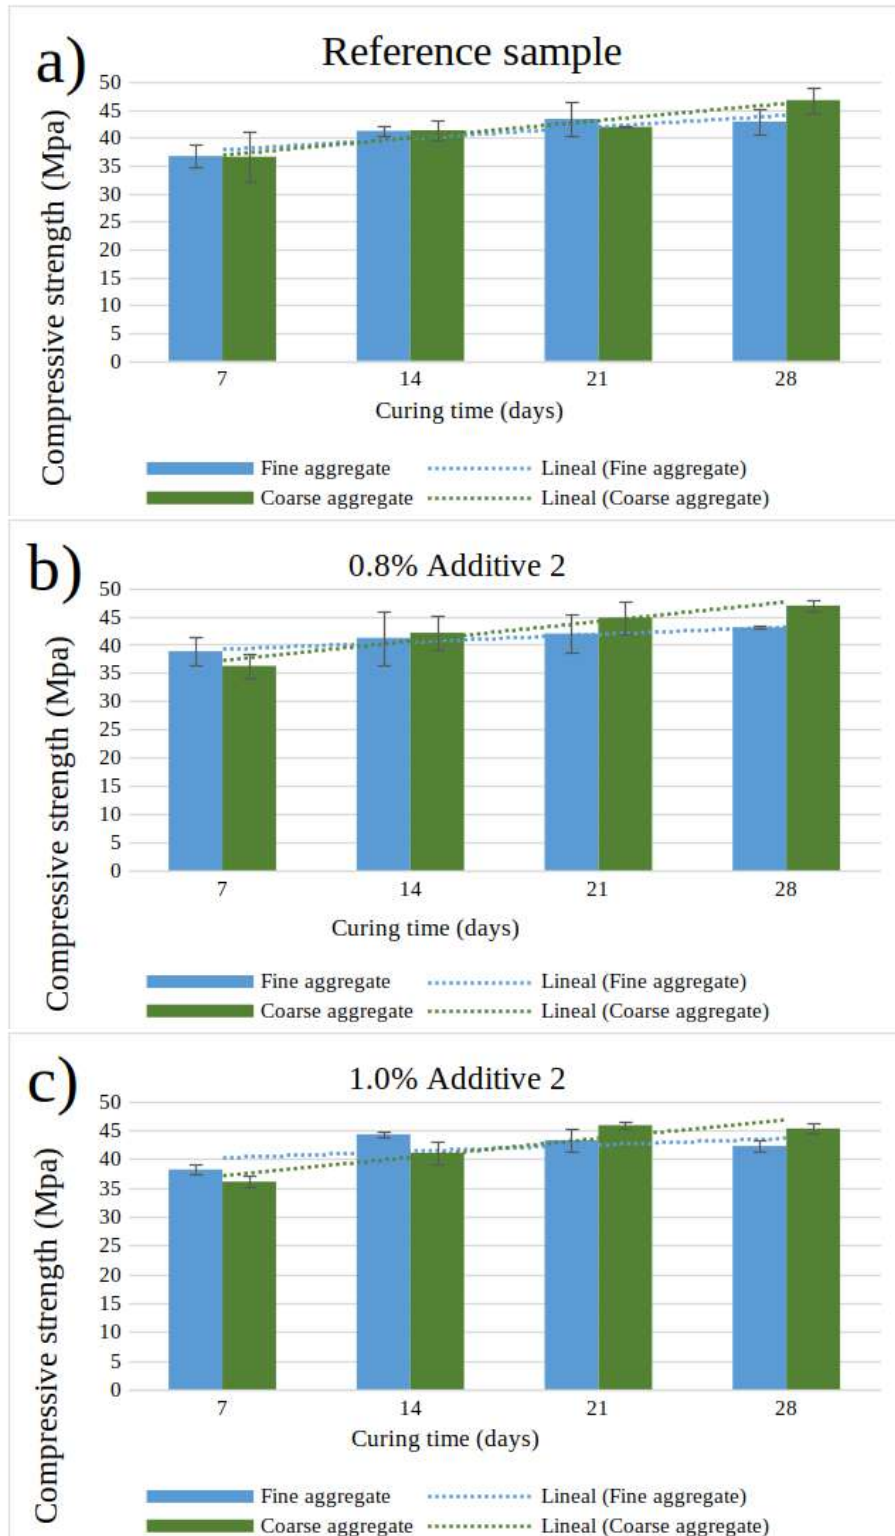 a)
Reference sample
Compressive strength (Mpa)
50
45
40
35
30
25
20
15
10
5
0
7 14 21 28
Curing time (days)
Fine aggregate Lineal (Fine aggregate)
Coarse aggregate Lineal (Coarse aggregate)
b)
0.8% Additive 2
Compressive strength (Mpa)
50
45
40
35
30
25
20
15
10
5
0
7 14 21 28
Curing time (days)
Fine aggregate Lineal (Fine aggregate)
Coarse aggregate Lineal (Coarse aggregate)
c)
1.0% Additive 2
Compressive strength (Mpa)
50
45
40
35
30
25
20
15
10
5
0
7 14 21 28
Curing time (days)
Fine aggregate Lineal (Fine aggregate)
Coarse aggregate Lineal (Coarse aggregate)